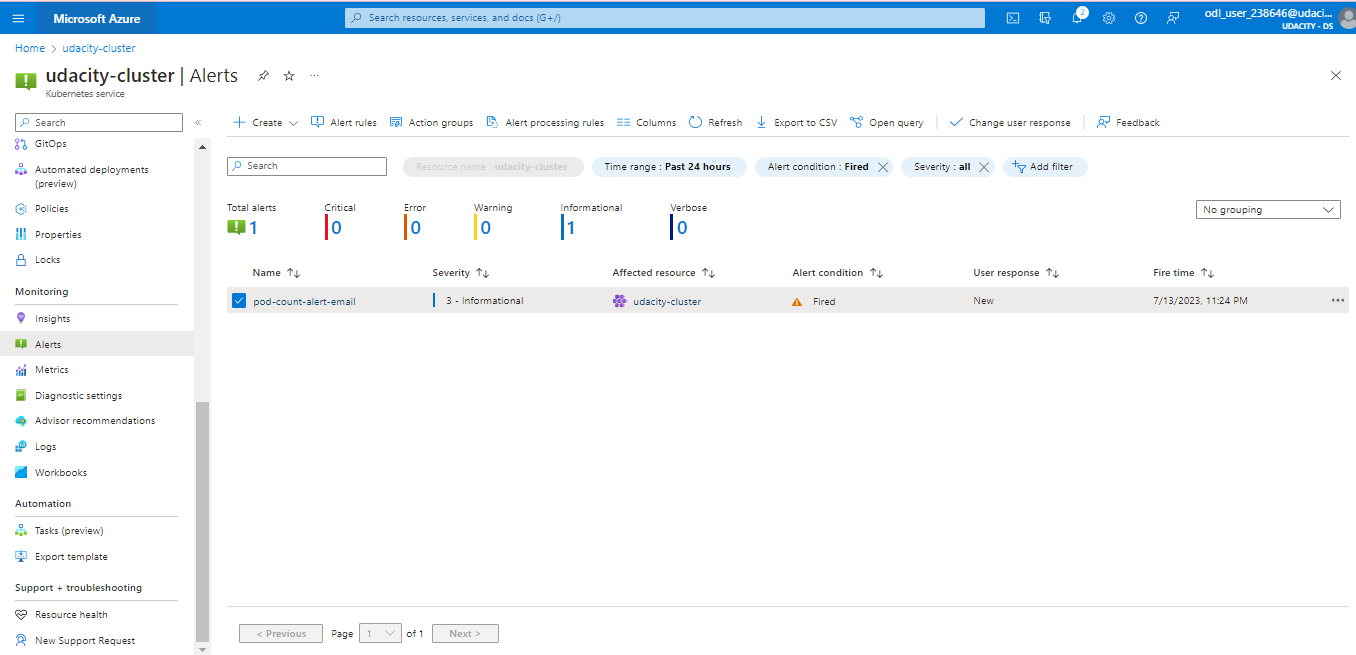 Microsoft Azure
Search resources, services, and docs (G+/)
2
odl_user_238646@udaci...
UDACITY - DS
Home > udacity-cluster
udacity-cluster | Alerts
Kubernetes service
Search
GitOps
Automated deployments
(preview)
Policies
Properties
Locks
Monitoring
Insights
Alerts
Metrics
Diagnostic settings
Advisor recommendations
Logs
Workbooks
Automation
Tasks (preview)
Export template
Support + troubleshooting
Resource health
New Support Request
Create Alert rules Action groups Alert processing rules Columns Refresh Export to CSV Open query Change user response Feedback
Search Resource name : udacity-cluster Time range : Past 24 hours Alert condition : Fired Severity : all Add filter
Total alerts Critical Error Warning Informational Verbose
1 0 0 0 1 0
No grouping
Name Severity Affected resource Alert condition User response Fire time
pod-count-alert-email 3 - Informational udacity-cluster Fired New 7/13/2023, 11:24 PM
< Previous Page 1 of 1 Next >